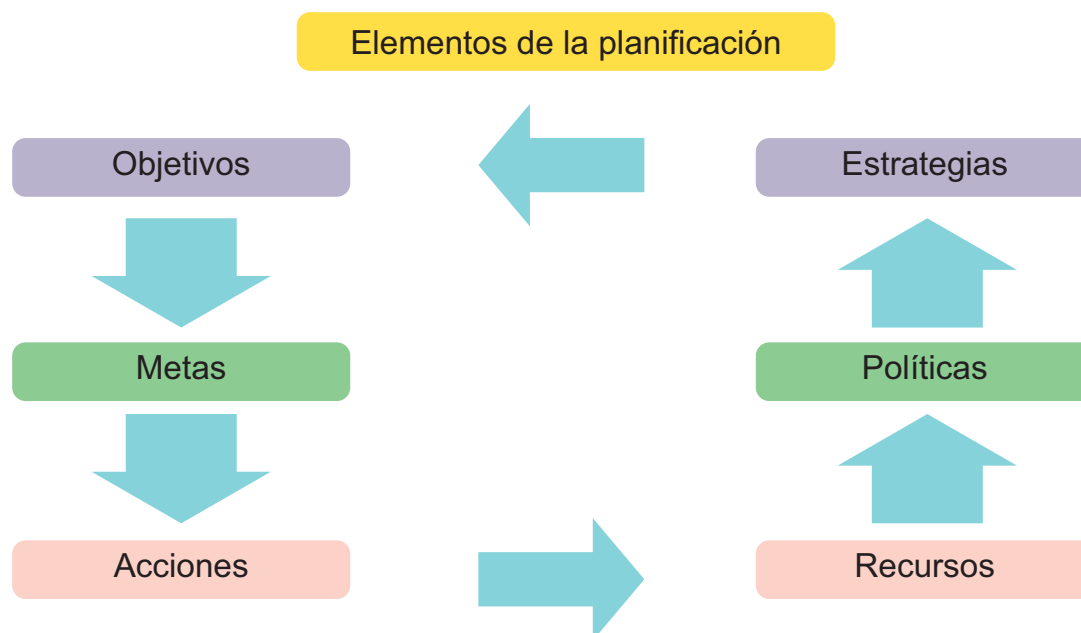 Elementos de la planificación
Objetivos
Estrategias
Metas
Políticas
Acciones
Recursos